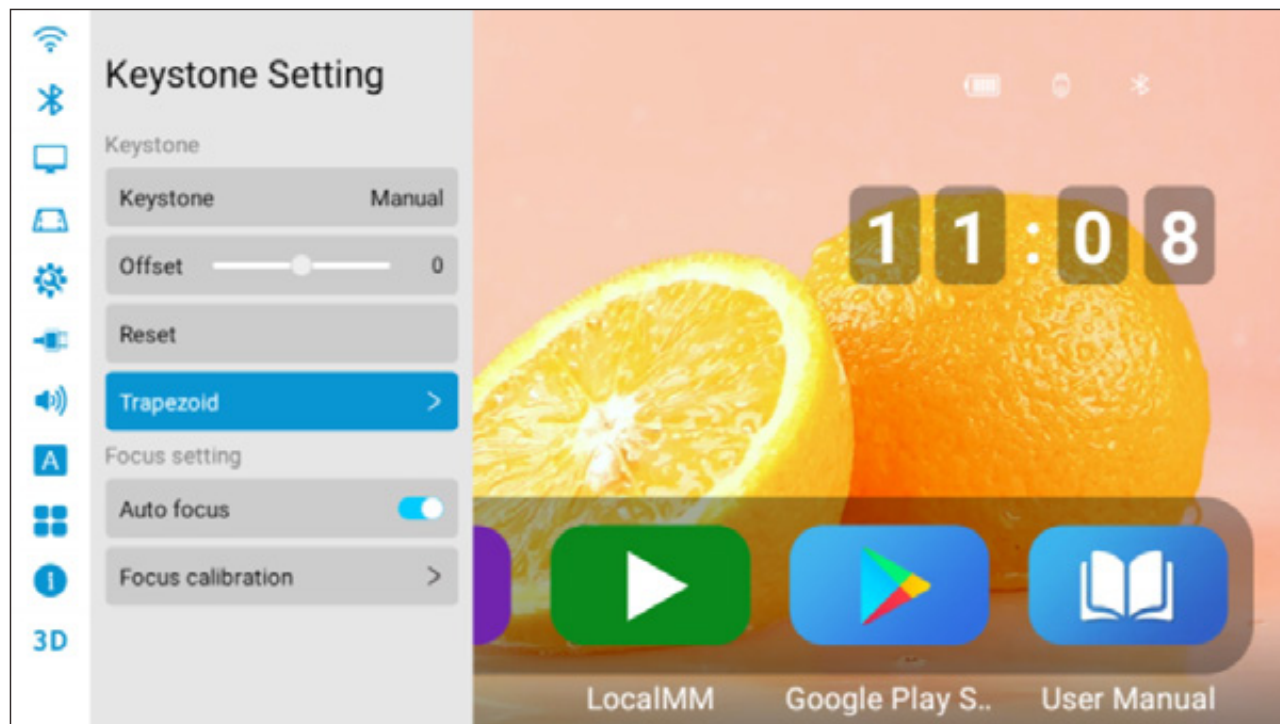 Keystone Setting
Keystone
Keystone Manual
Offset 0
Reset
Trapezoid >
Focus setting
Auto focus
Focus calibration >
A
3D
11:08
LocalMM
Google Play S..
User Manual